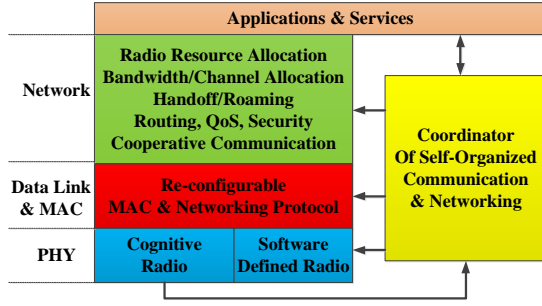 Applications & Services
Network
Radio Resource Allocation
Bandwidth/Channel Allocation
Handoff/Roaming
Routing, QoS, Security
Cooperative Communication
Coordinator
Of Self-Organized
Communication
& Networking
Data Link
& MAC
Re-configurable
MAC & Networking Protocol
PHY
Cognitive
Radio
Software
Defined Radio